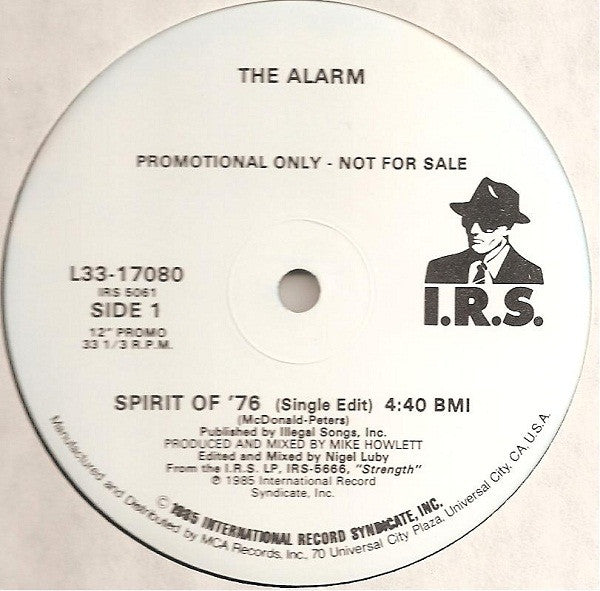 THE ALARM
PROMOTIONAL ONLY - NOT FOR SALE
L33-17080
IRS 5061
SIDE 1
12" PROMO
33 1/3 R.P.M.
I.R.S.
SPIRIT OF '76 (Single Edit) 4:40 BMI
(McDonald-Peters)
Published by Illegal Songs, Inc.
PRODUCED AND MIXED BY MIKE HOWLETT
Edited and Mixed by Nigel Luby
From the I.R.S. LP, IRS-5666, "Strength"
℗ 1985 International Record
Syndicate, Inc.
© 1985 INTERNATIONAL RECORD SYNDICATE, INC.
Manufactured and Distributed by MCA Records, Inc. 70 Universal City Plaza, Universal City, CA. U.S.A.